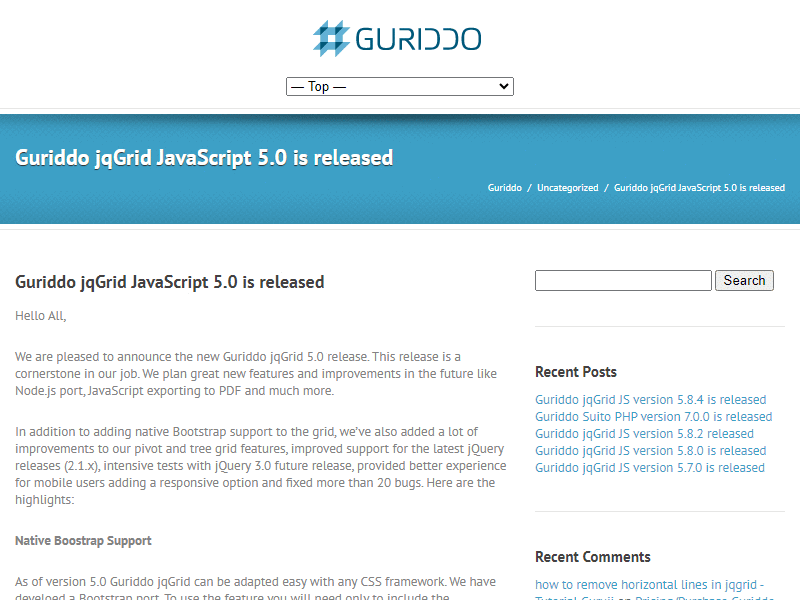 GURIDDO
— Top —
Guriddo jqGrid JavaScript 5.0 is released
Guriddo / Uncategorized / Guriddo jqGrid JavaScript 5.0 is released
Guriddo jqGrid JavaScript 5.0 is released
Hello All,
We are pleased to announce the new Guriddo jqGrid 5.0 release. This release is a
cornerstone in our job. We plan great new features and improvements in the future like
Node.js port, JavaScript exporting to PDF and much more.
In addition to adding native Bootstrap support to the grid, we've also added a lot of
improvements to our pivot and tree grid features, improved support for the latest jQuery
releases (2.1.x), intensive tests with jQuery 3.0 future release, provided better experience
for mobile users adding a responsive option and fixed more than 20 bugs. Here are the
highlights:
Native Boostrap Support
As of version 5.0 Guriddo jqGrid can be adapted easy with any CSS framework. We have
develoed a Bootstrap port. To use the feature you will need only to include the
Search
Recent Posts
Guriddo jqGrid JS version 5.8.4 is released
Guriddo Suito PHP version 7.0.0 is released
Guriddo jqGrid JS version 5.8.2 released
Guriddo jqGrid JS version 5.8.0 is released
Guriddo jqGrid JS version 5.7.0 is released
Recent Comments
how to remove horizontal lines in jqgrid -
Tutorial Guruji on Pricing/Purchase Guriddo